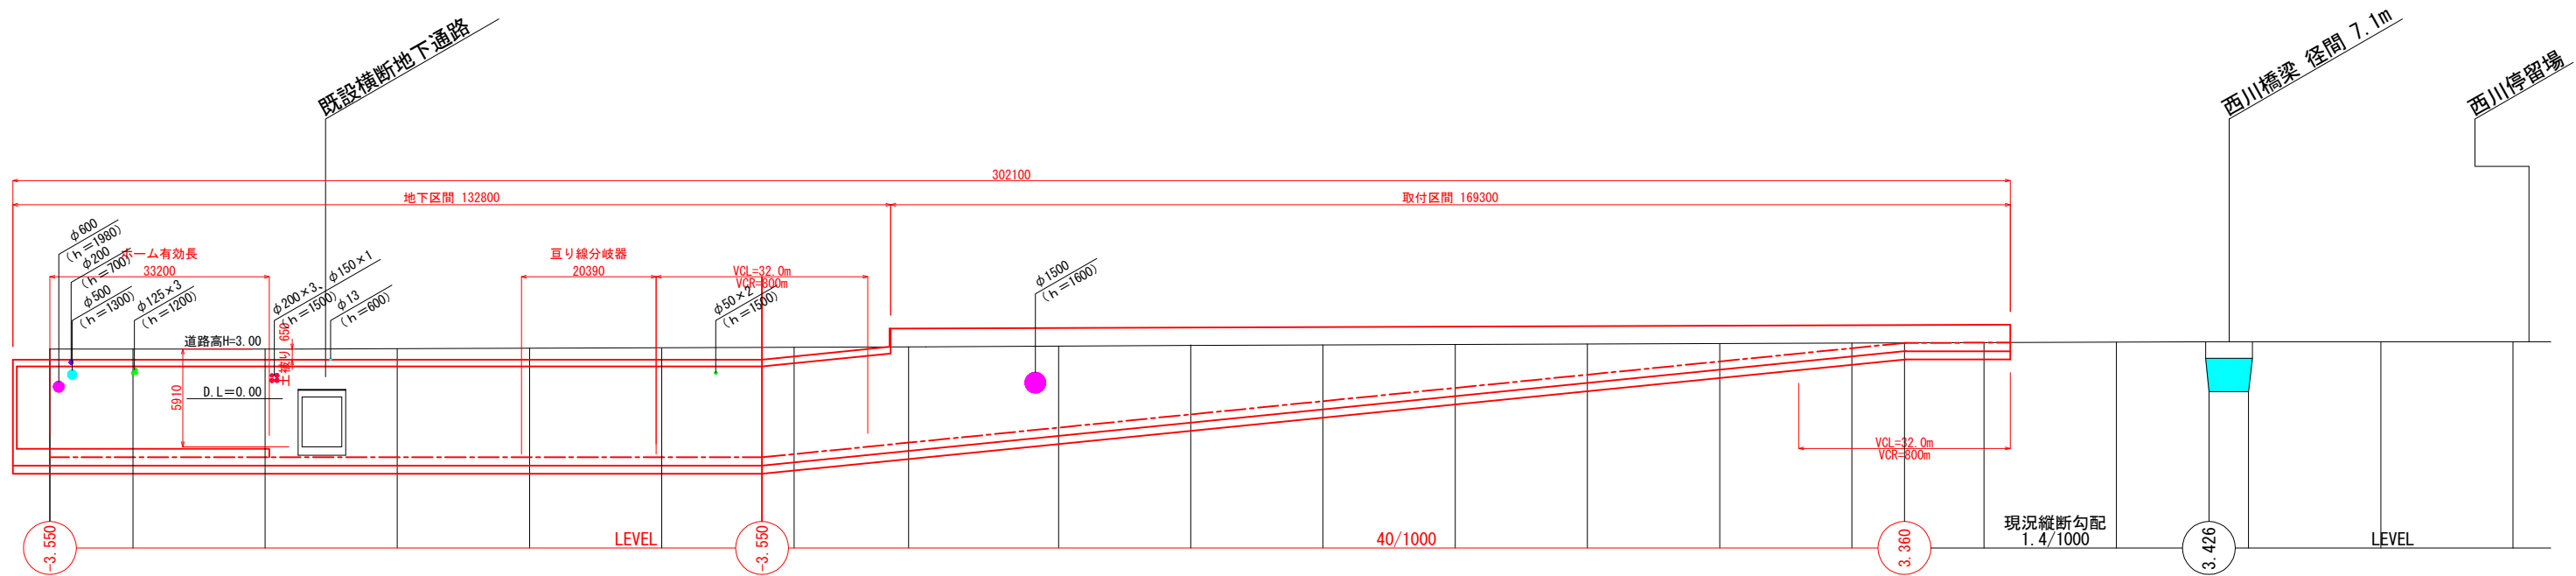 既設横断地下通路
西川橋梁 径間 7.1m
西川停留場
302100
地下区間 132800
取付区間 169300
φ600
(h=1980)
φ200
(h=700)
φ500
(h=1300)
φ125×3
(h=1200)
ホーム有効長
33200
φ200×3、φ150×1
(h=1500)
φ13
(h=600)
亘り線分岐器
20390
VCL=32.0m
VCR=800m
φ50×2
(h=1500)
φ1500
(h=1600)
道路高H=3.00
土被り 650
5910
D.L=0.00
VCL=32.0m
VCR=800m
-3.550
LEVEL
-3.550
40/1000
3.360
現況縦断勾配
1.4/1000
3.426
LEVEL